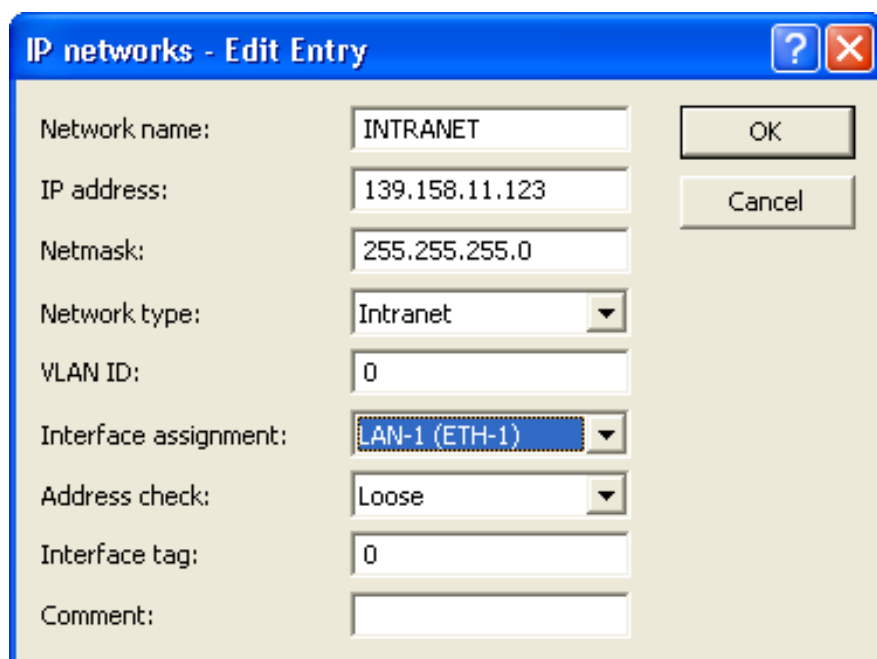 IP networks - Edit Entry
Network name: INTRANET OK
IP address: 139.158.11.123 Cancel
Netmask: 255.255.255.0
Network type: Intranet
VLAN ID: 0
Interface assignment: LAN-1 (ETH-1)
Address check: Loose
Interface tag: 0
Comment: